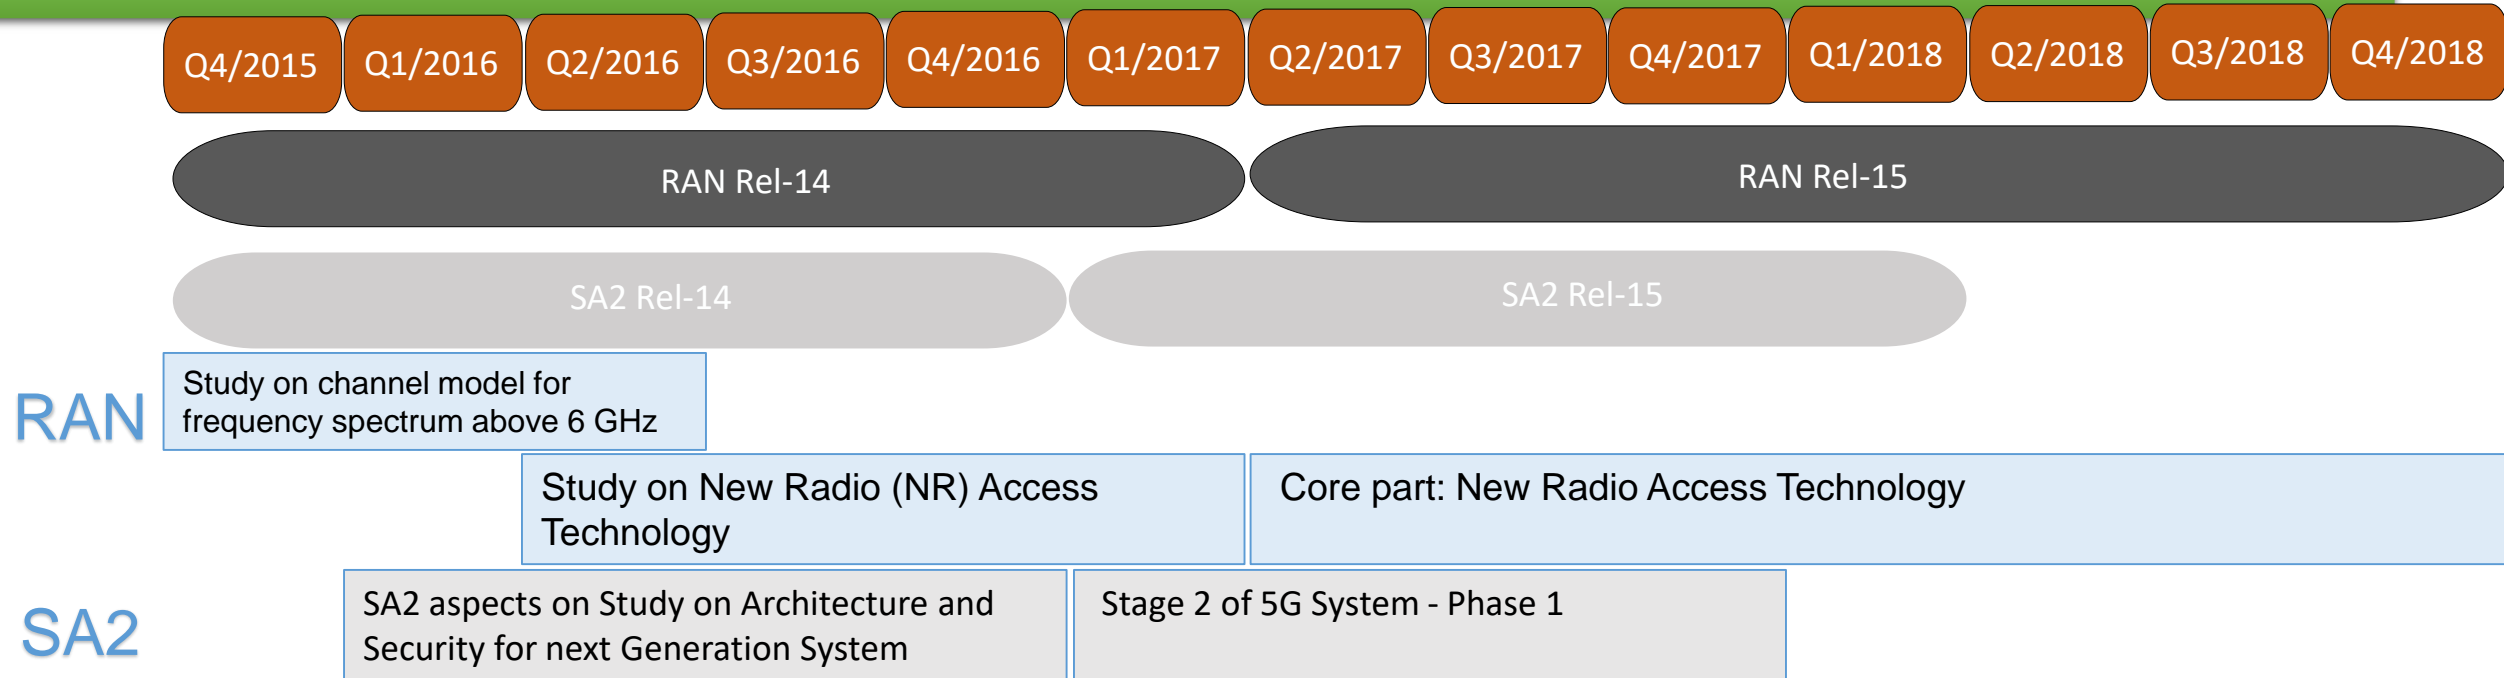 Q4/2015 Q1/2016 Q2/2016 Q3/2016 Q4/2016 Q1/2017 Q2/2017 Q3/2017 Q4/2017 Q1/2018 Q2/2018 Q3/2018 Q4/2018
RAN Rel-14
RAN Rel-15
SA2 Rel-14
SA2 Rel-15
RAN
Study on channel model for
frequency spectrum above 6 GHz
Study on New Radio (NR) Access
Technology
Core part: New Radio Access Technology
SA2
SA2 aspects on Study on Architecture and
Security for next Generation System
Stage 2 of 5G System - Phase 1